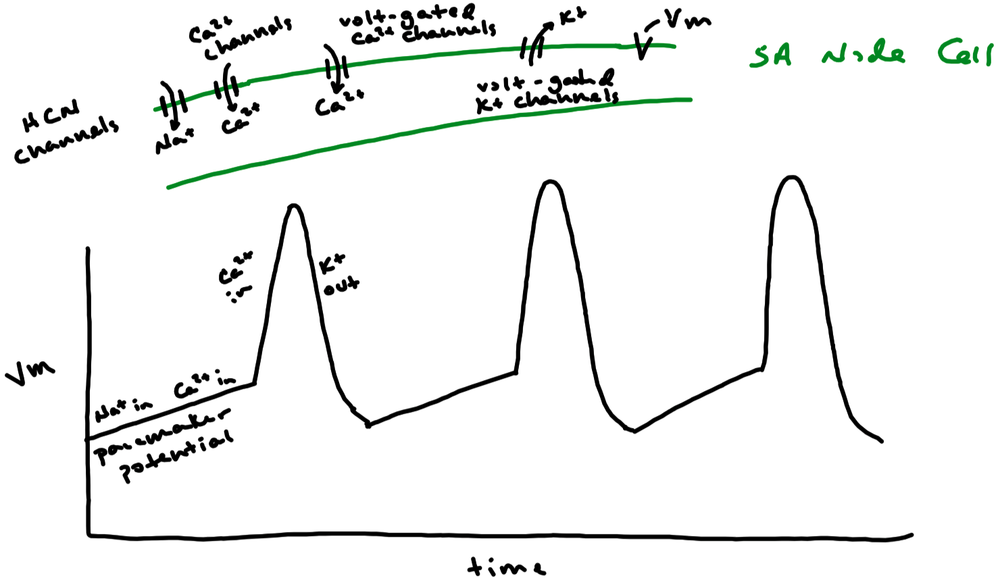 Ca²⁺
channels
volt-gated
Ca²⁺ channels
K⁺
Vm
SA Node Cell
HCN
channels
Na⁺
Ca²⁺
Ca²⁺
volt-gated
K⁺ channels
Ca²⁺
in
K⁺
out
Vm
Na⁺ in Ca²⁺ in
pacemaker
potential
time